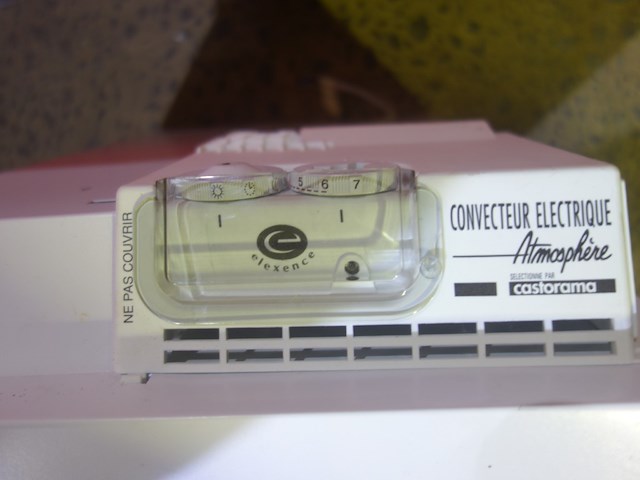 NE PAS COUVRIR
5 6 7
elexence
CONVECTEUR ELECTRIQUE
Atmosphère
SELECTIONNE PAR
castorama